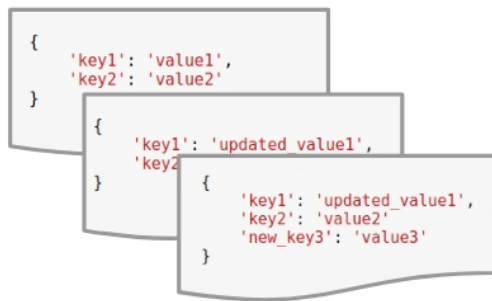 {
'key1': 'value1',
'key2': 'value2'
}
{
'key1': 'updated_value1',
'key2
}
{
'key1': 'updated_value1',
'key2': 'value2'
'new_key3': 'value3'
}